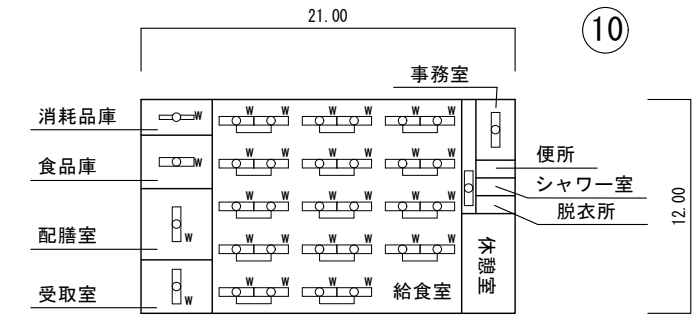 21.00
10
事務室
消耗品庫
W
W W W W W W
食品庫
W
W W W W W W
便所
シャワー室
脱衣所
12.00
W W W W W W
配膳室
W
W W W W W W
休憩室
受取室
W
W W W W
給食室